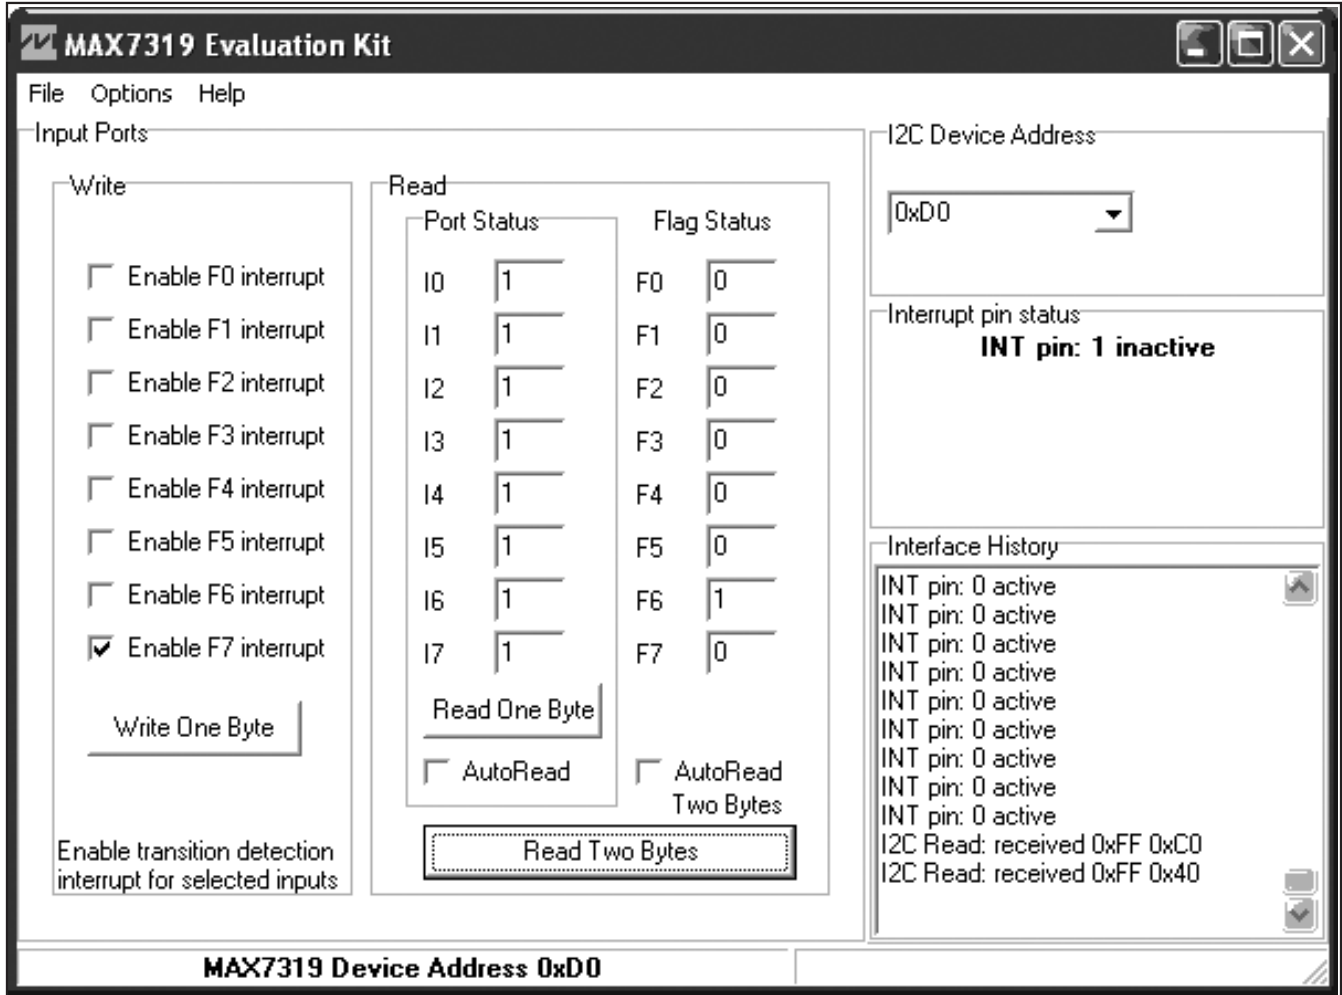 MAX7319 Evaluation Kit
File Options Help
Input Ports
Write
Enable F0 interrupt
Enable F1 interrupt
Enable F2 interrupt
Enable F3 interrupt
Enable F4 interrupt
Enable F5 interrupt
Enable F6 interrupt
Enable F7 interrupt
Write One Byte
Enable transition detection
interrupt for selected inputs
Read
Port Status
I0 1
I1 1
I2 1
I3 1
I4 1
I5 1
I6 1
I7 1
Read One Byte
AutoRead
Flag Status
F0 0
F1 0
F2 0
F3 0
F4 0
F5 0
F6 1
F7 0
AutoRead
Two Bytes
Read Two Bytes
I2C Device Address
0xD0
Interrupt pin status
INT pin: 1 inactive
Interface History
INT pin: 0 active
INT pin: 0 active
INT pin: 0 active
INT pin: 0 active
INT pin: 0 active
INT pin: 0 active
INT pin: 0 active
INT pin: 0 active
INT pin: 0 active
I2C Read: received 0xFF 0xC0
I2C Read: received 0xFF 0x40
MAX7319 Device Address 0xD0